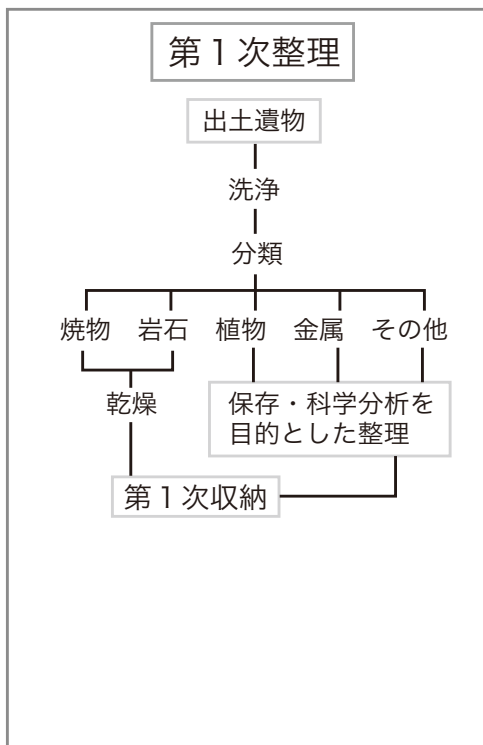 第１次整理
出土遺物
洗浄
分類
焼物 岩石 植物 金属 その他
乾燥
保存・科学分析を
目的とした整理
第１次収納